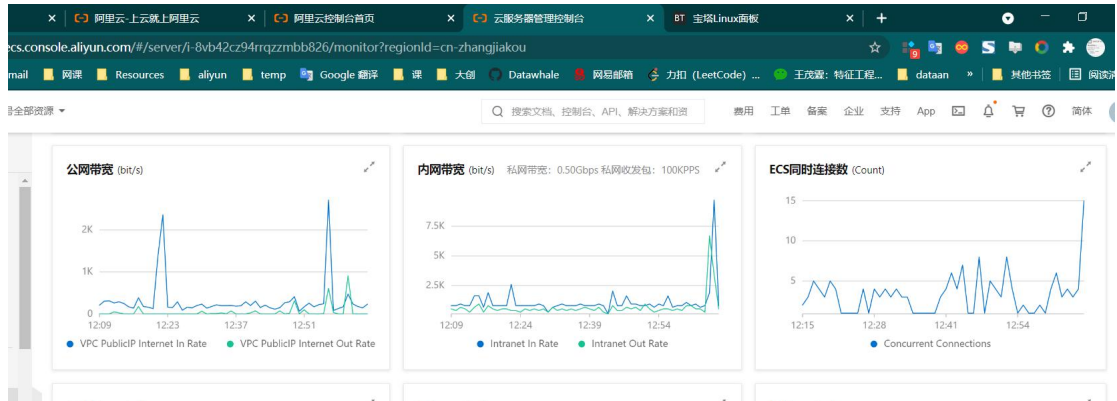 阿里云-上云就上阿里云
阿里云控制台首页
云服务器管理控制台
BT 宝塔Linux面板
ecs.console.aliyun.com/#/server/i-8vb42cz94rrqzzmbb826/monitor?regionId=cn-zhangjiakou
9
mail 网课 Resources aliyun temp Google 翻译 课 大创 Datawhale 网易邮箱 力扣 (LeetCode) ... 王茂霖：特征工程... dataan » 其他书签
全部资源
搜索文档、控制台、API、解决方案和资
费用 工单 备案 企业 支持 App 简体
公网带宽 (bit/s)
2K
1K
0
12:09 12:23 12:37 12:51
VPC PublicIP Internet In Rate VPC PublicIP Internet Out Rate
内网带宽 (bit/s) 私网带宽：0.50Gbps 私网收发包：100KPPS
7.5K
5K
2.5K
12:09 12:24 12:39 12:54
Intranet In Rate Intranet Out Rate
ECS同时连接数 (Count)
15
10
5
12:15 12:28 12:41 12:54
Concurrent Connections